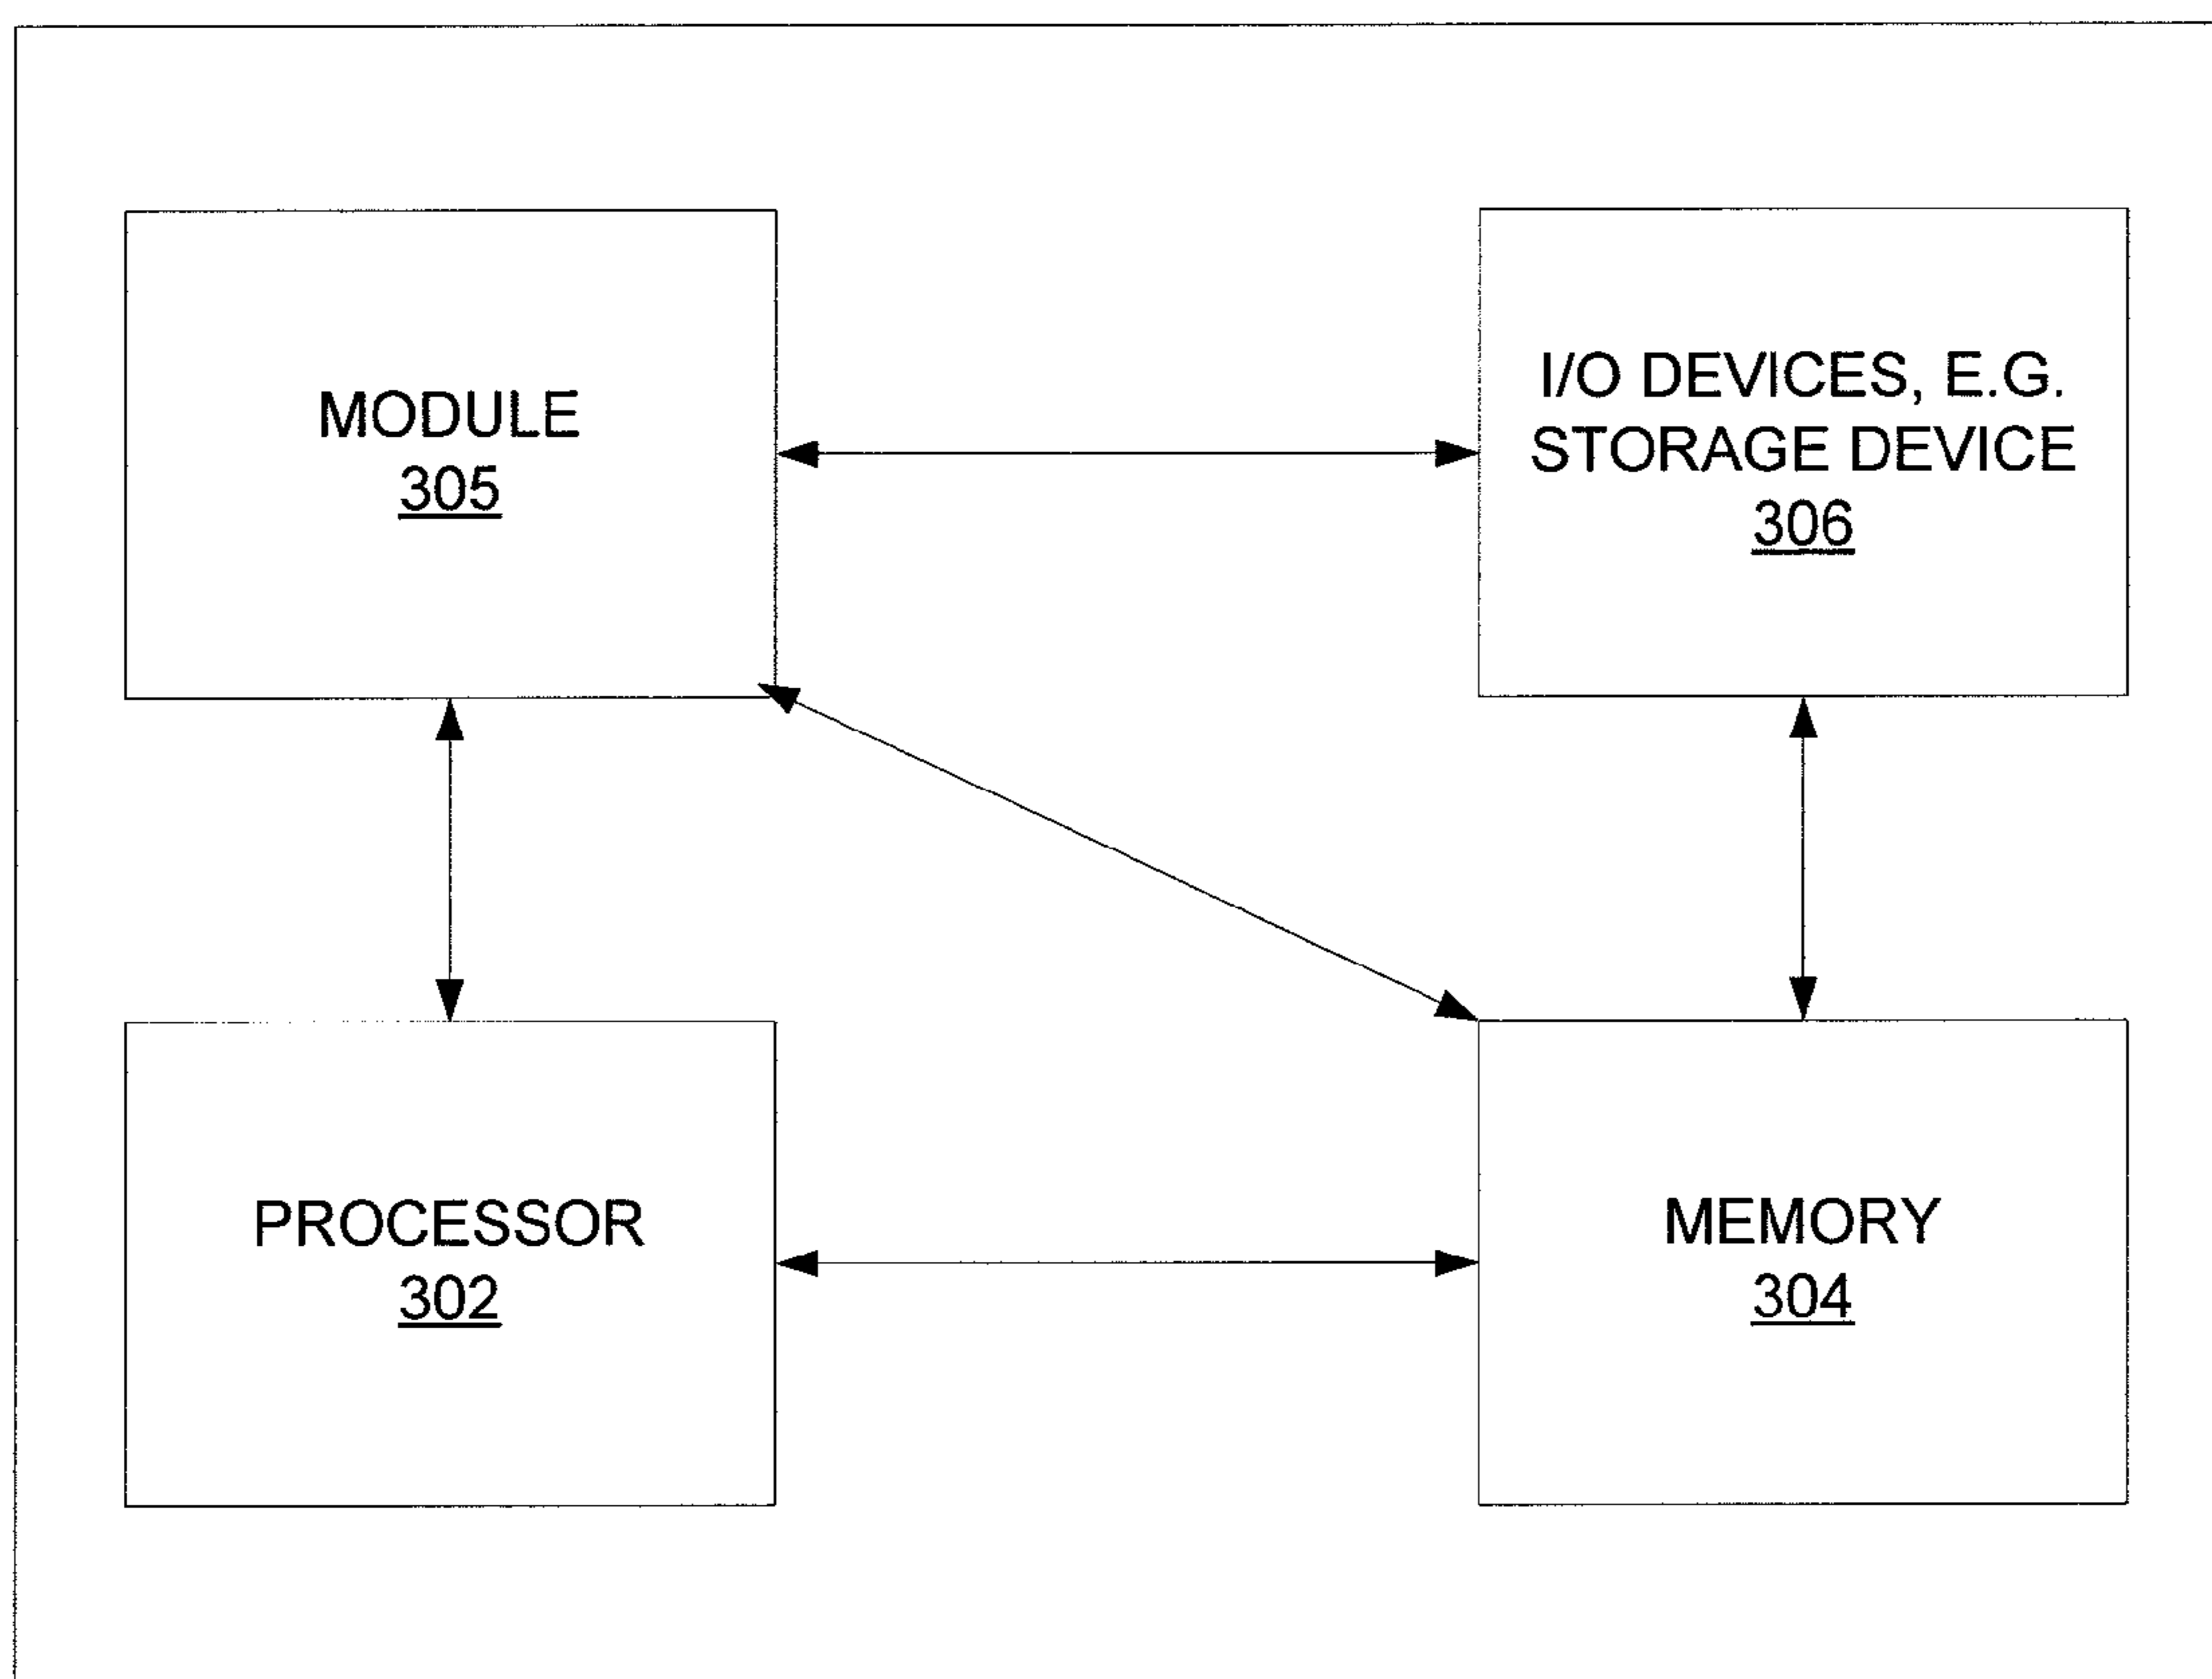 MODULE
305
I/O DEVICES, E.G.
STORAGE DEVICE
306
PROCESSOR
302
MEMORY
304